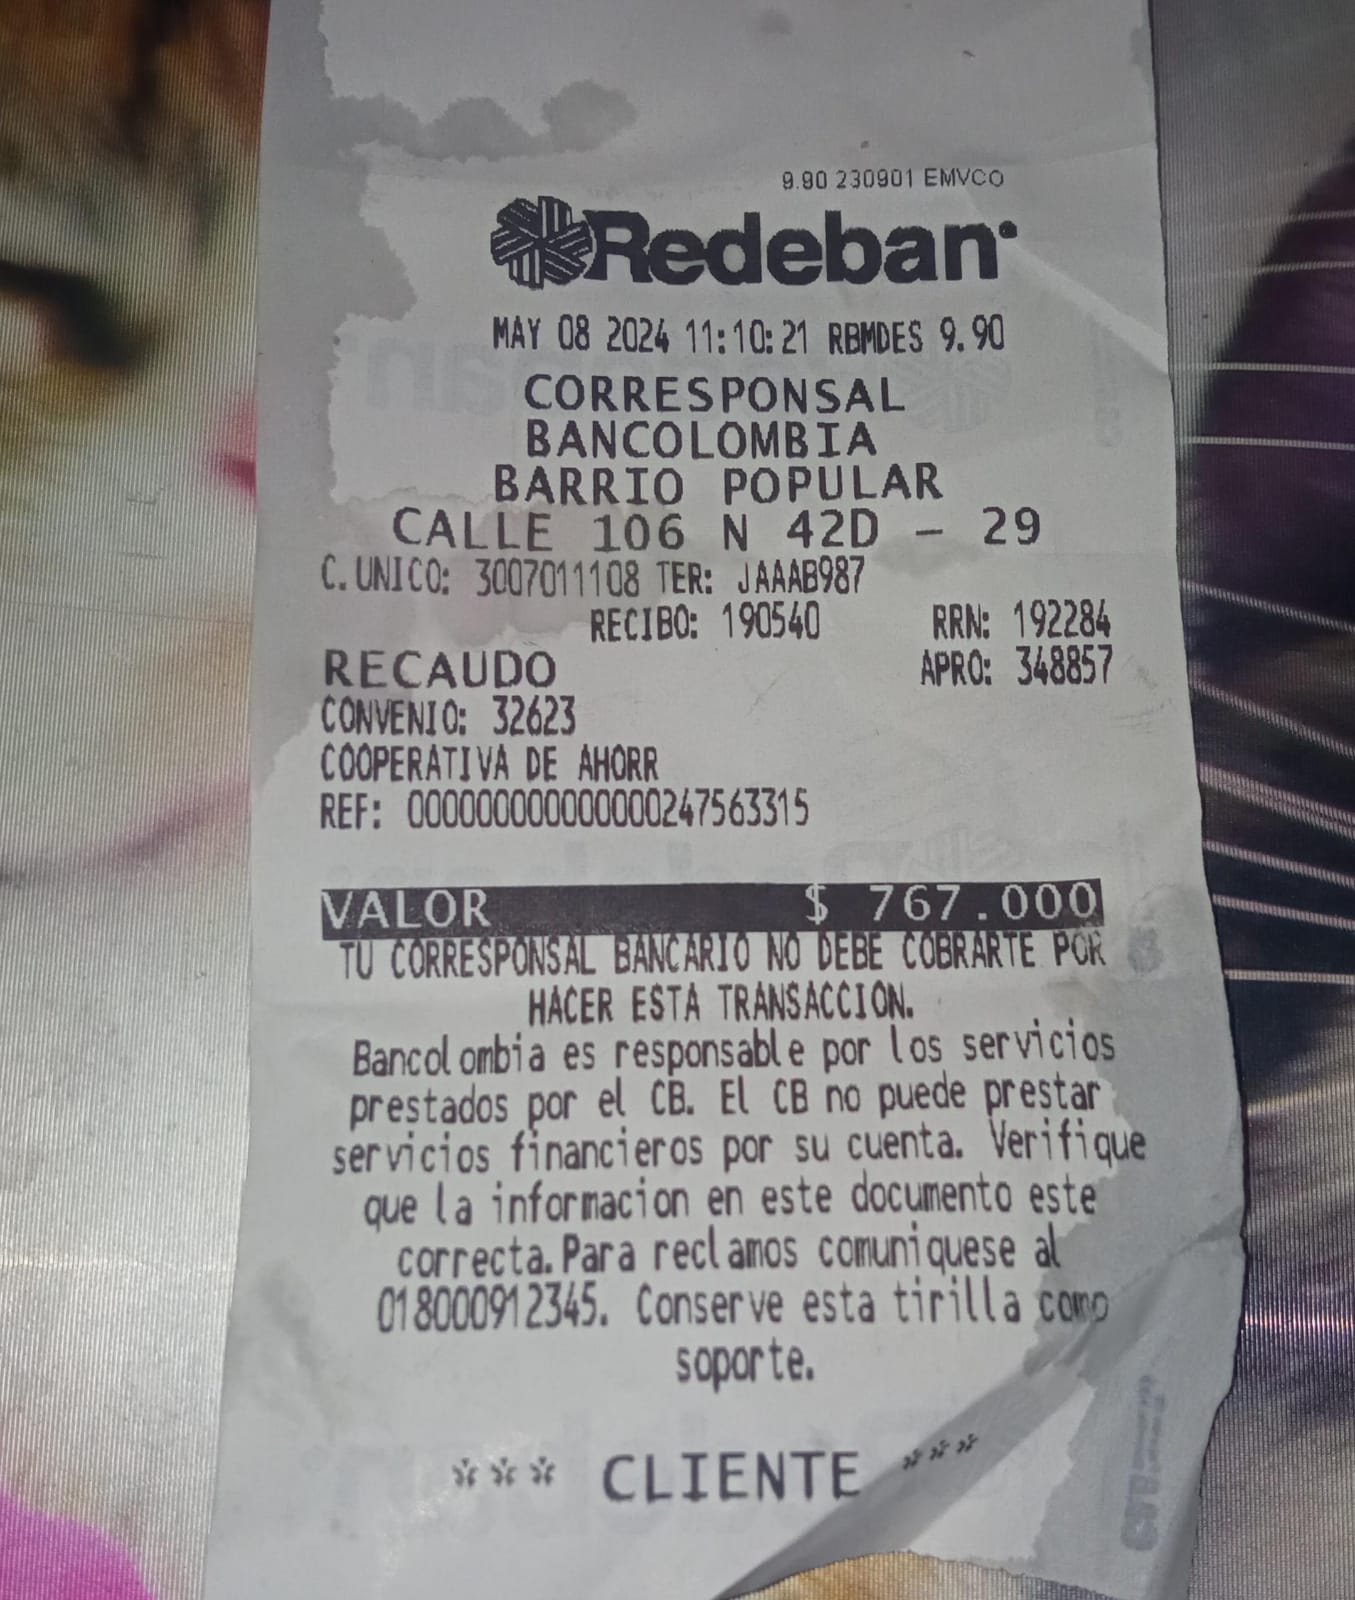 9.90 230901 EMVCO
Redeban
MAY 08 2024 11:10:21 RBMDES 9.90
CORRESPONSAL
BANCOLOMBIA
BARRIO POPULAR
CALLE 106 N 42D - 29
C. UNICO: 3007011108 TER: JAAAB987
RECIBO: 190540 RRN: 192284
RECAUDO APRO: 348857
CONVENIO: 32623
COOPERATIVA DE AHORR
REF: 000000000000000247563315
VALOR $ 767.000
TU CORRESPONSAL BANCARIO NO DEBE COBRARTE POR
HACER ESTA TRANSACCION.
Bancolombia es responsable por los servicios
prestados por el CB. El CB no puede prestar
servicios financieros por su cuenta. Verifique
que la informacion en este documento este
correcta. Para reclamos comuniquese al
018000912345. Conserve esta tirilla como
soporte.
*** CLIENTE ***